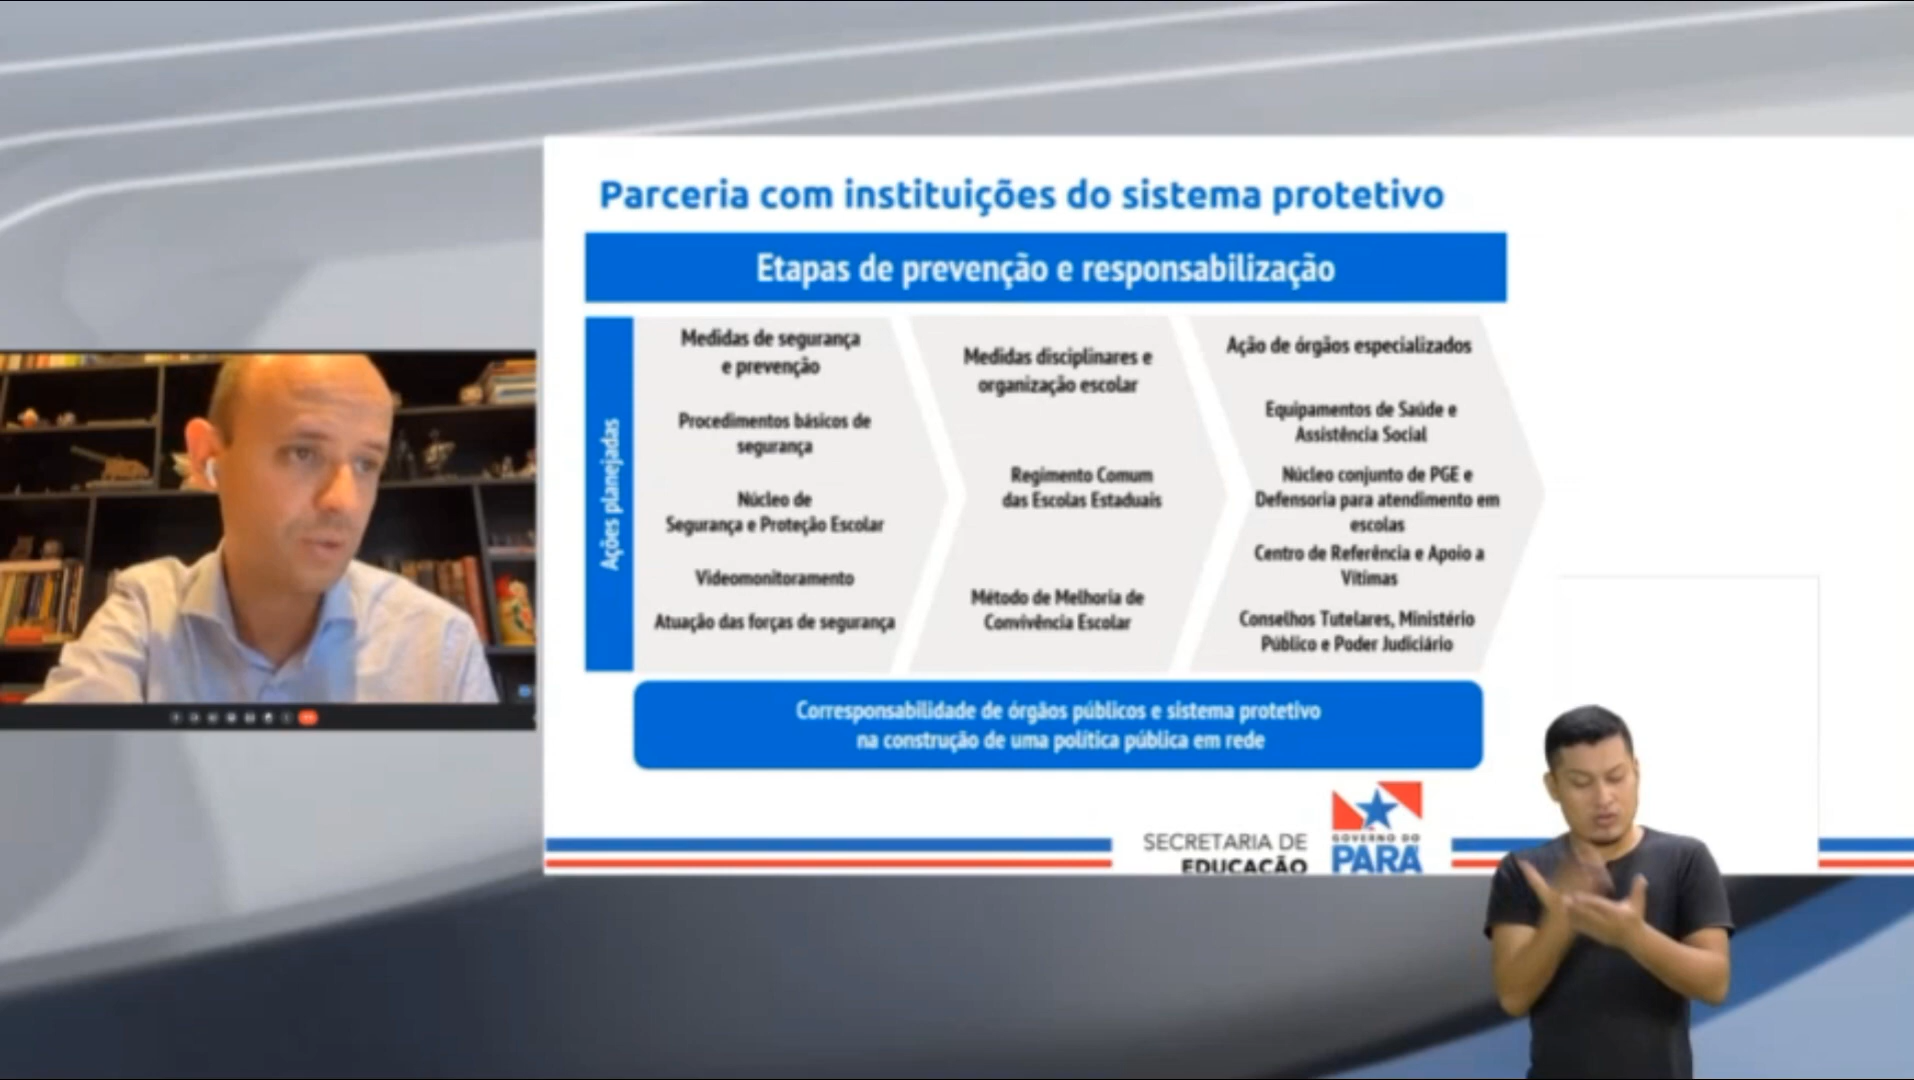 Parceria com instituições do sistema protetivo
Etapas de prevenção e responsabilização
Ações planejadas
Medidas de segurança
e prevenção
Procedimentos básicos de
segurança
Núcleo de
Segurança e Proteção Escolar
Videomonitoramento
Atuação das forças de segurança
Medidas disciplinares e
organização escolar
Regimento Comum
das Escolas Estaduais
Método de Melhoria de
Convivência Escolar
Ação de órgãos especializados
Equipamentos de Saúde e
Assistência Social
Núcleo conjunto de PGE e
Defensoria para atendimento em
escolas
Centro de Referência e Apoio a
Vítimas
Conselhos Tutelares, Ministério
Público e Poder Judiciário
Corresponsabilidade de órgãos públicos e sistema protetivo
na construção de uma política pública em rede
SECRETARIA DE
EDUCAÇÃO
GOVERNO DO
PARÁ